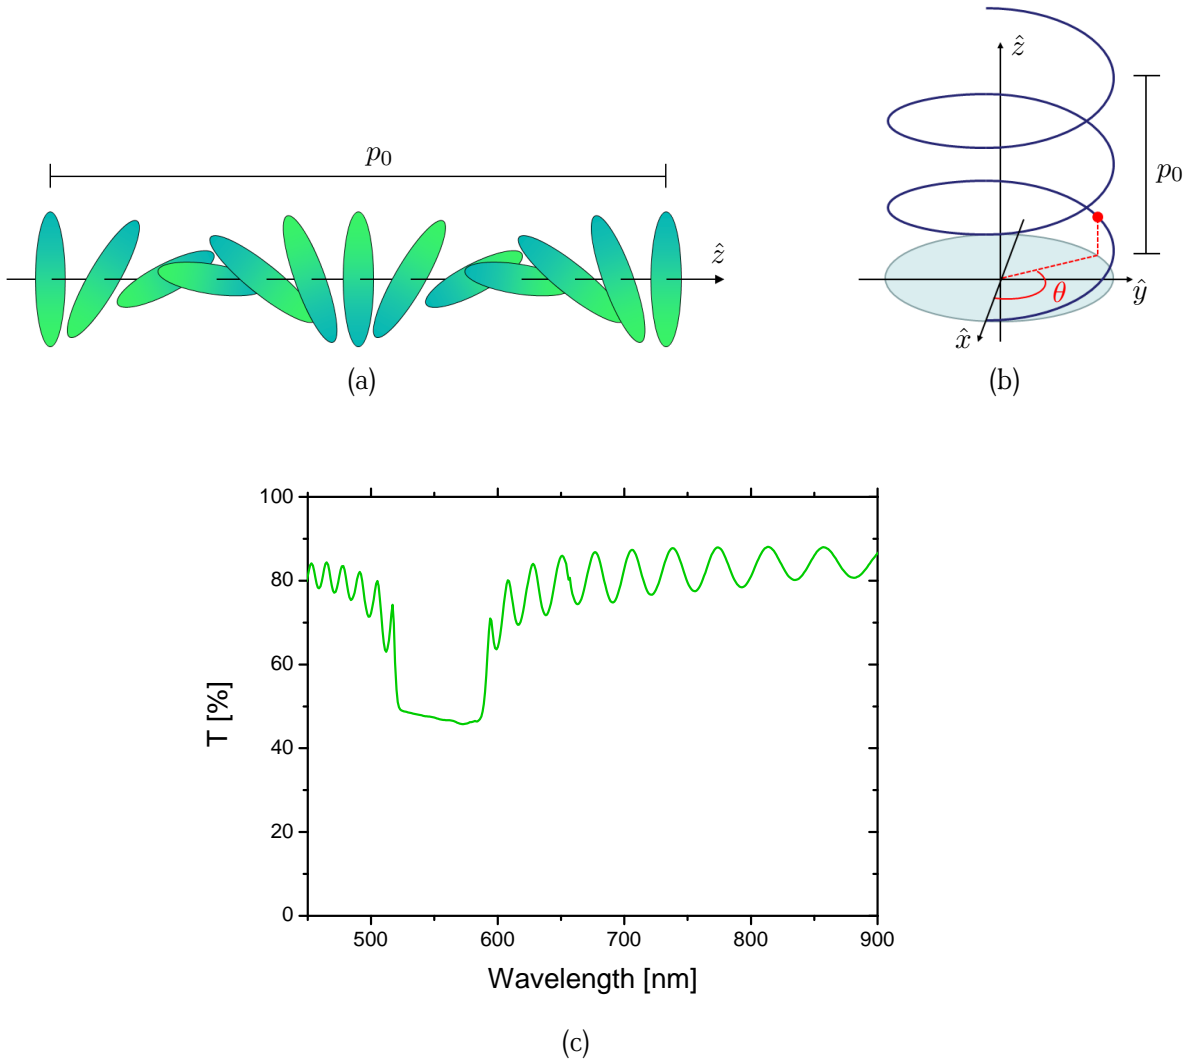 p₀
ẑ
(a)
ẑ
p₀
θ
ŷ
x̂
(b)
100
80
60
40
20
0
T [%]
500 600 700 800 900
Wavelength [nm]
(c)